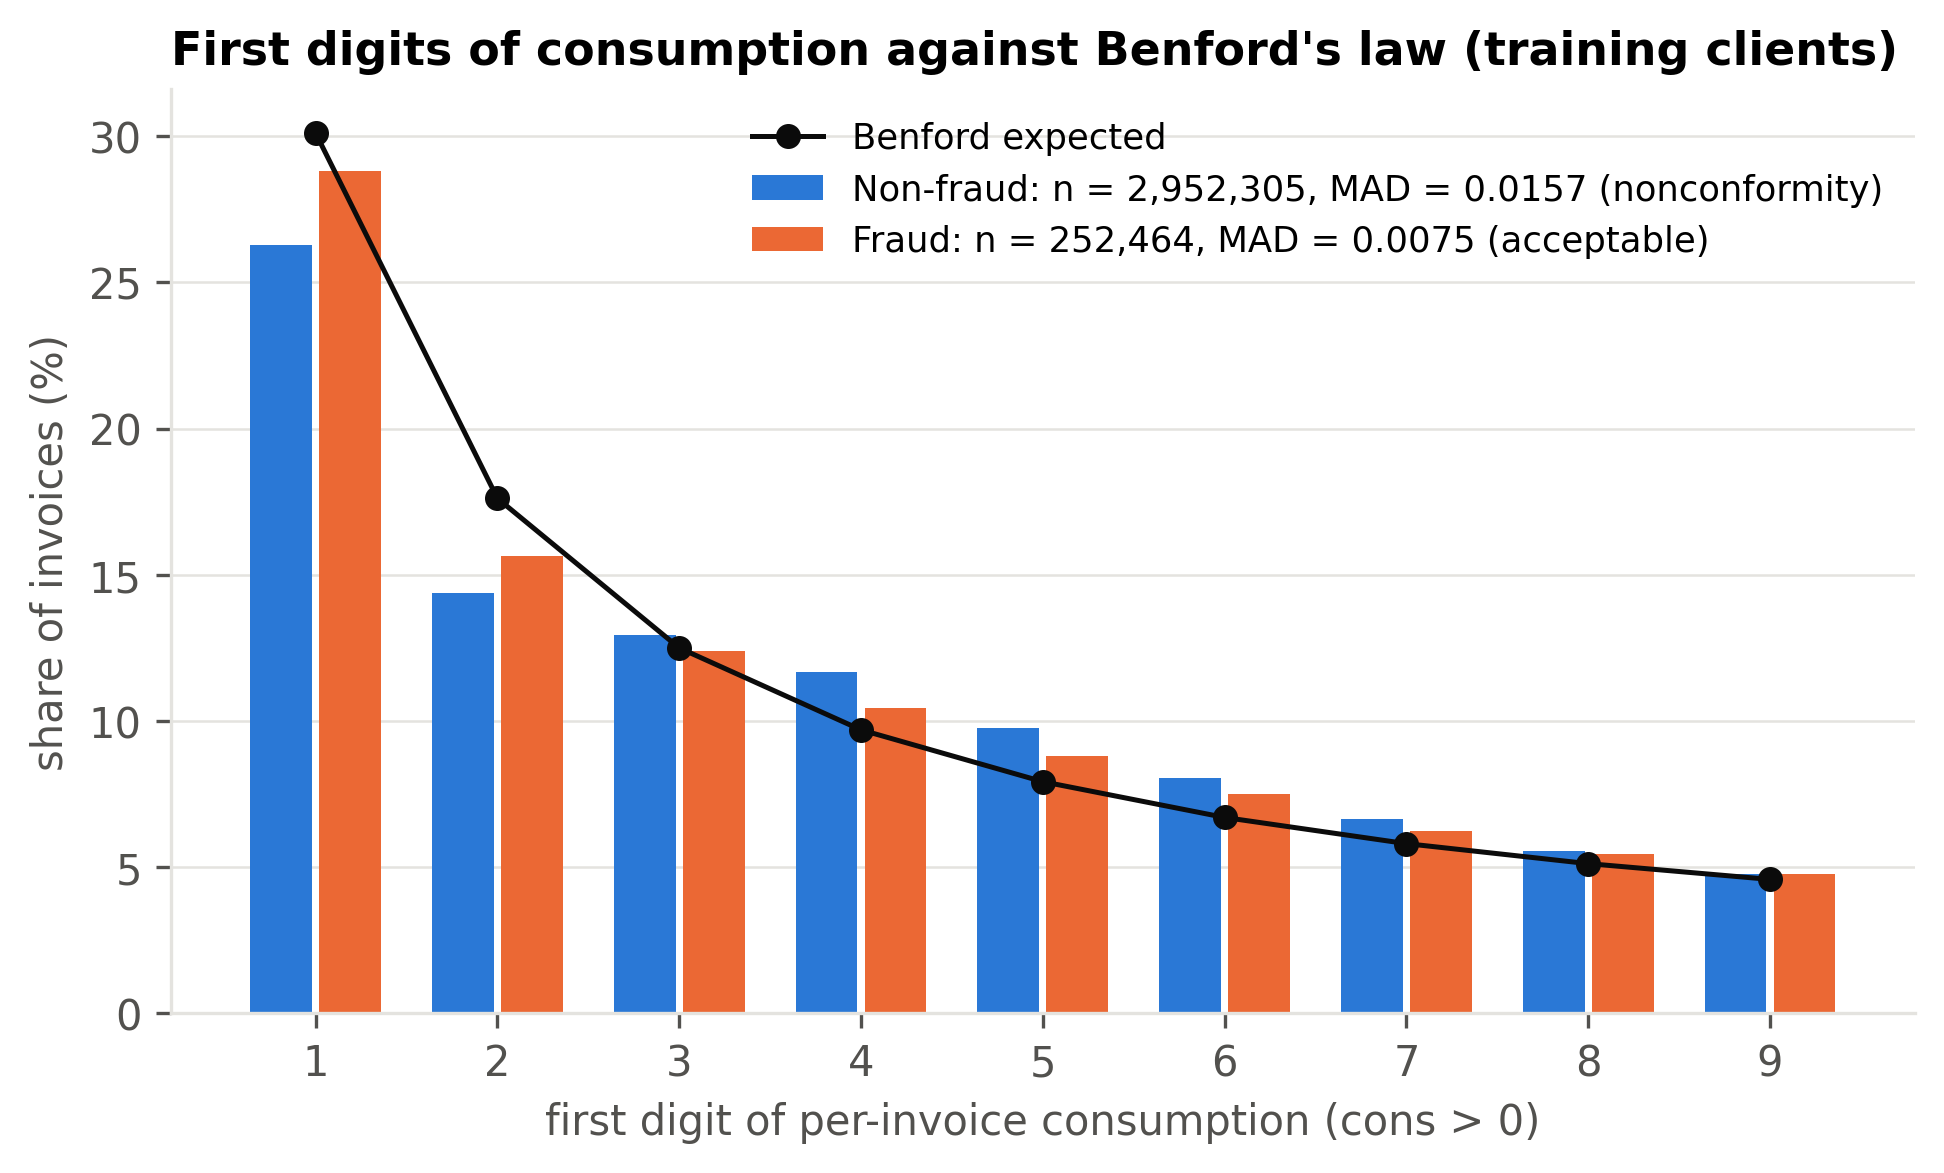 First digits of consumption against Benford's law (training clients)
Benford expected
Non-fraud: n = 2,952,305, MAD = 0.0157 (nonconformity)
Fraud: n = 252,464, MAD = 0.0075 (acceptable)
share of invoices (%)
30
25
20
15
10
5
0
1 2 3 4 5 6 7 8 9
first digit of per-invoice consumption (cons > 0)